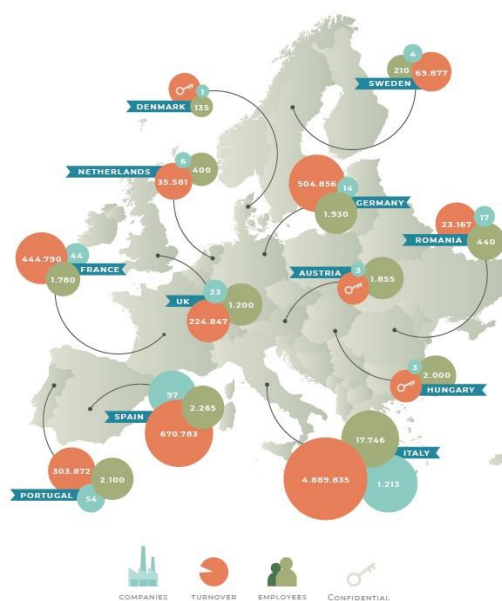 4
210
69.877
SWEDEN
1
DENMARK
135
6
400
NETHERLANDS
35.581
504.856
14
GERMANY
1.930
23.167
17
ROMANIA
440
444.790
44
FRANCE
1.780
AUSTRIA
3
1.855
23
UK
1.200
224.847
3
2.000
HUNGARY
97
2.265
SPAIN
670.783
17.746
ITALY
4.889.835
1.213
303.872
2.100
PORTUGAL
54
COMPANIES TURNOVER EMPLOYEES CONFIDENTIAL